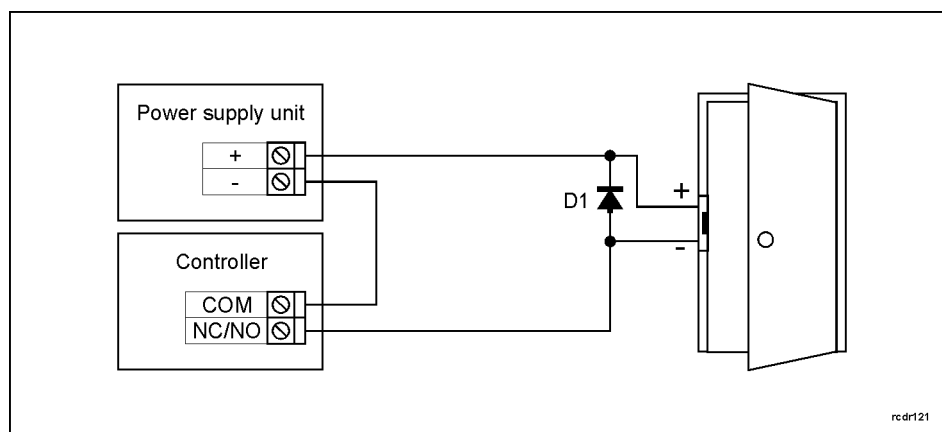 Power supply unit
+
-
Controller
COM
NC/NO
D1
+
-
rcdr121